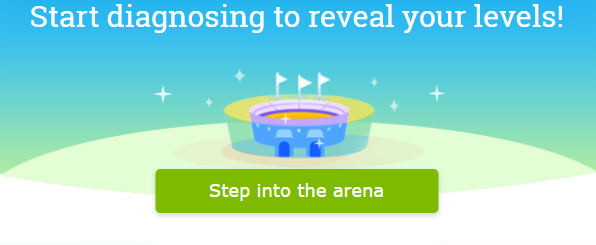 Start diagnosing to reveal your levels!
Step into the arena